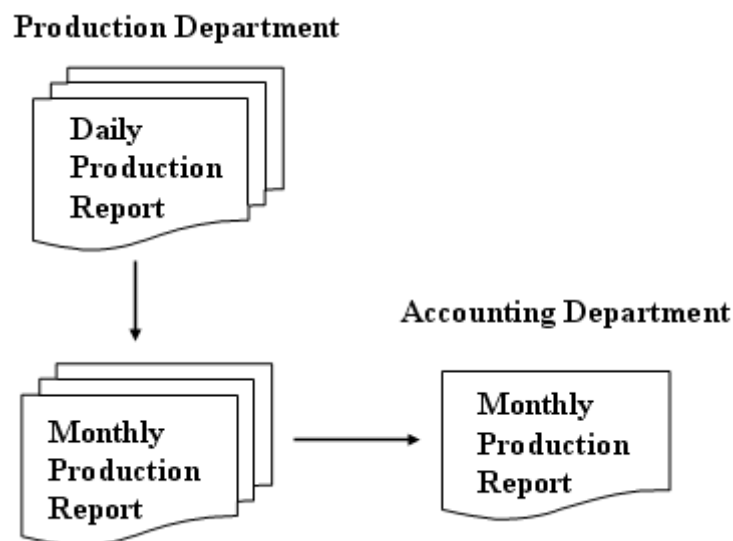 Production Department
Daily
Production
Report
Accounting Department
Monthly
Production
Report
Monthly
Production
Report